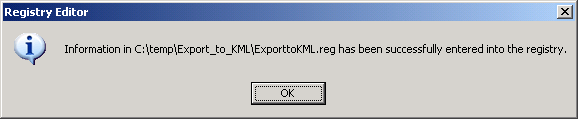 Registry Editor
Information in C:\temp\Export_to_KML\ExporttoKML.reg has been successfully entered into the registry.
OK